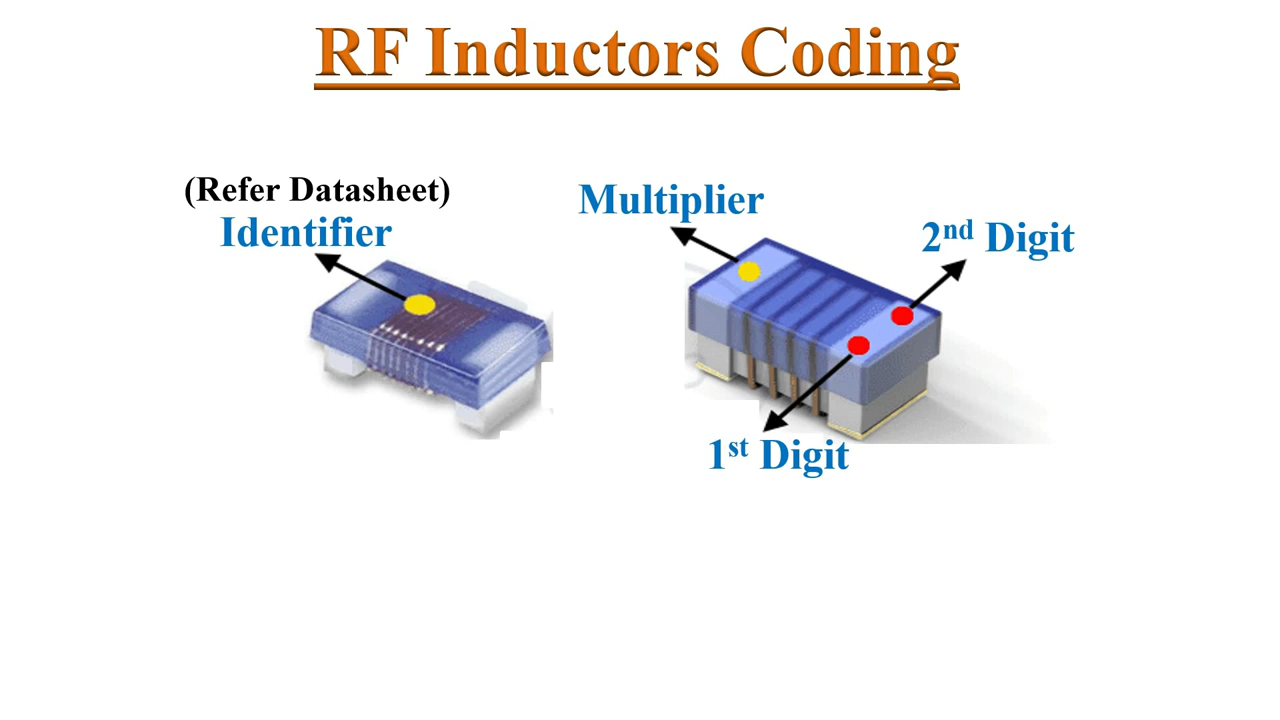 RF Inductors Coding
(Refer Datasheet)
Identifier
Multiplier
2nd Digit
1st Digit